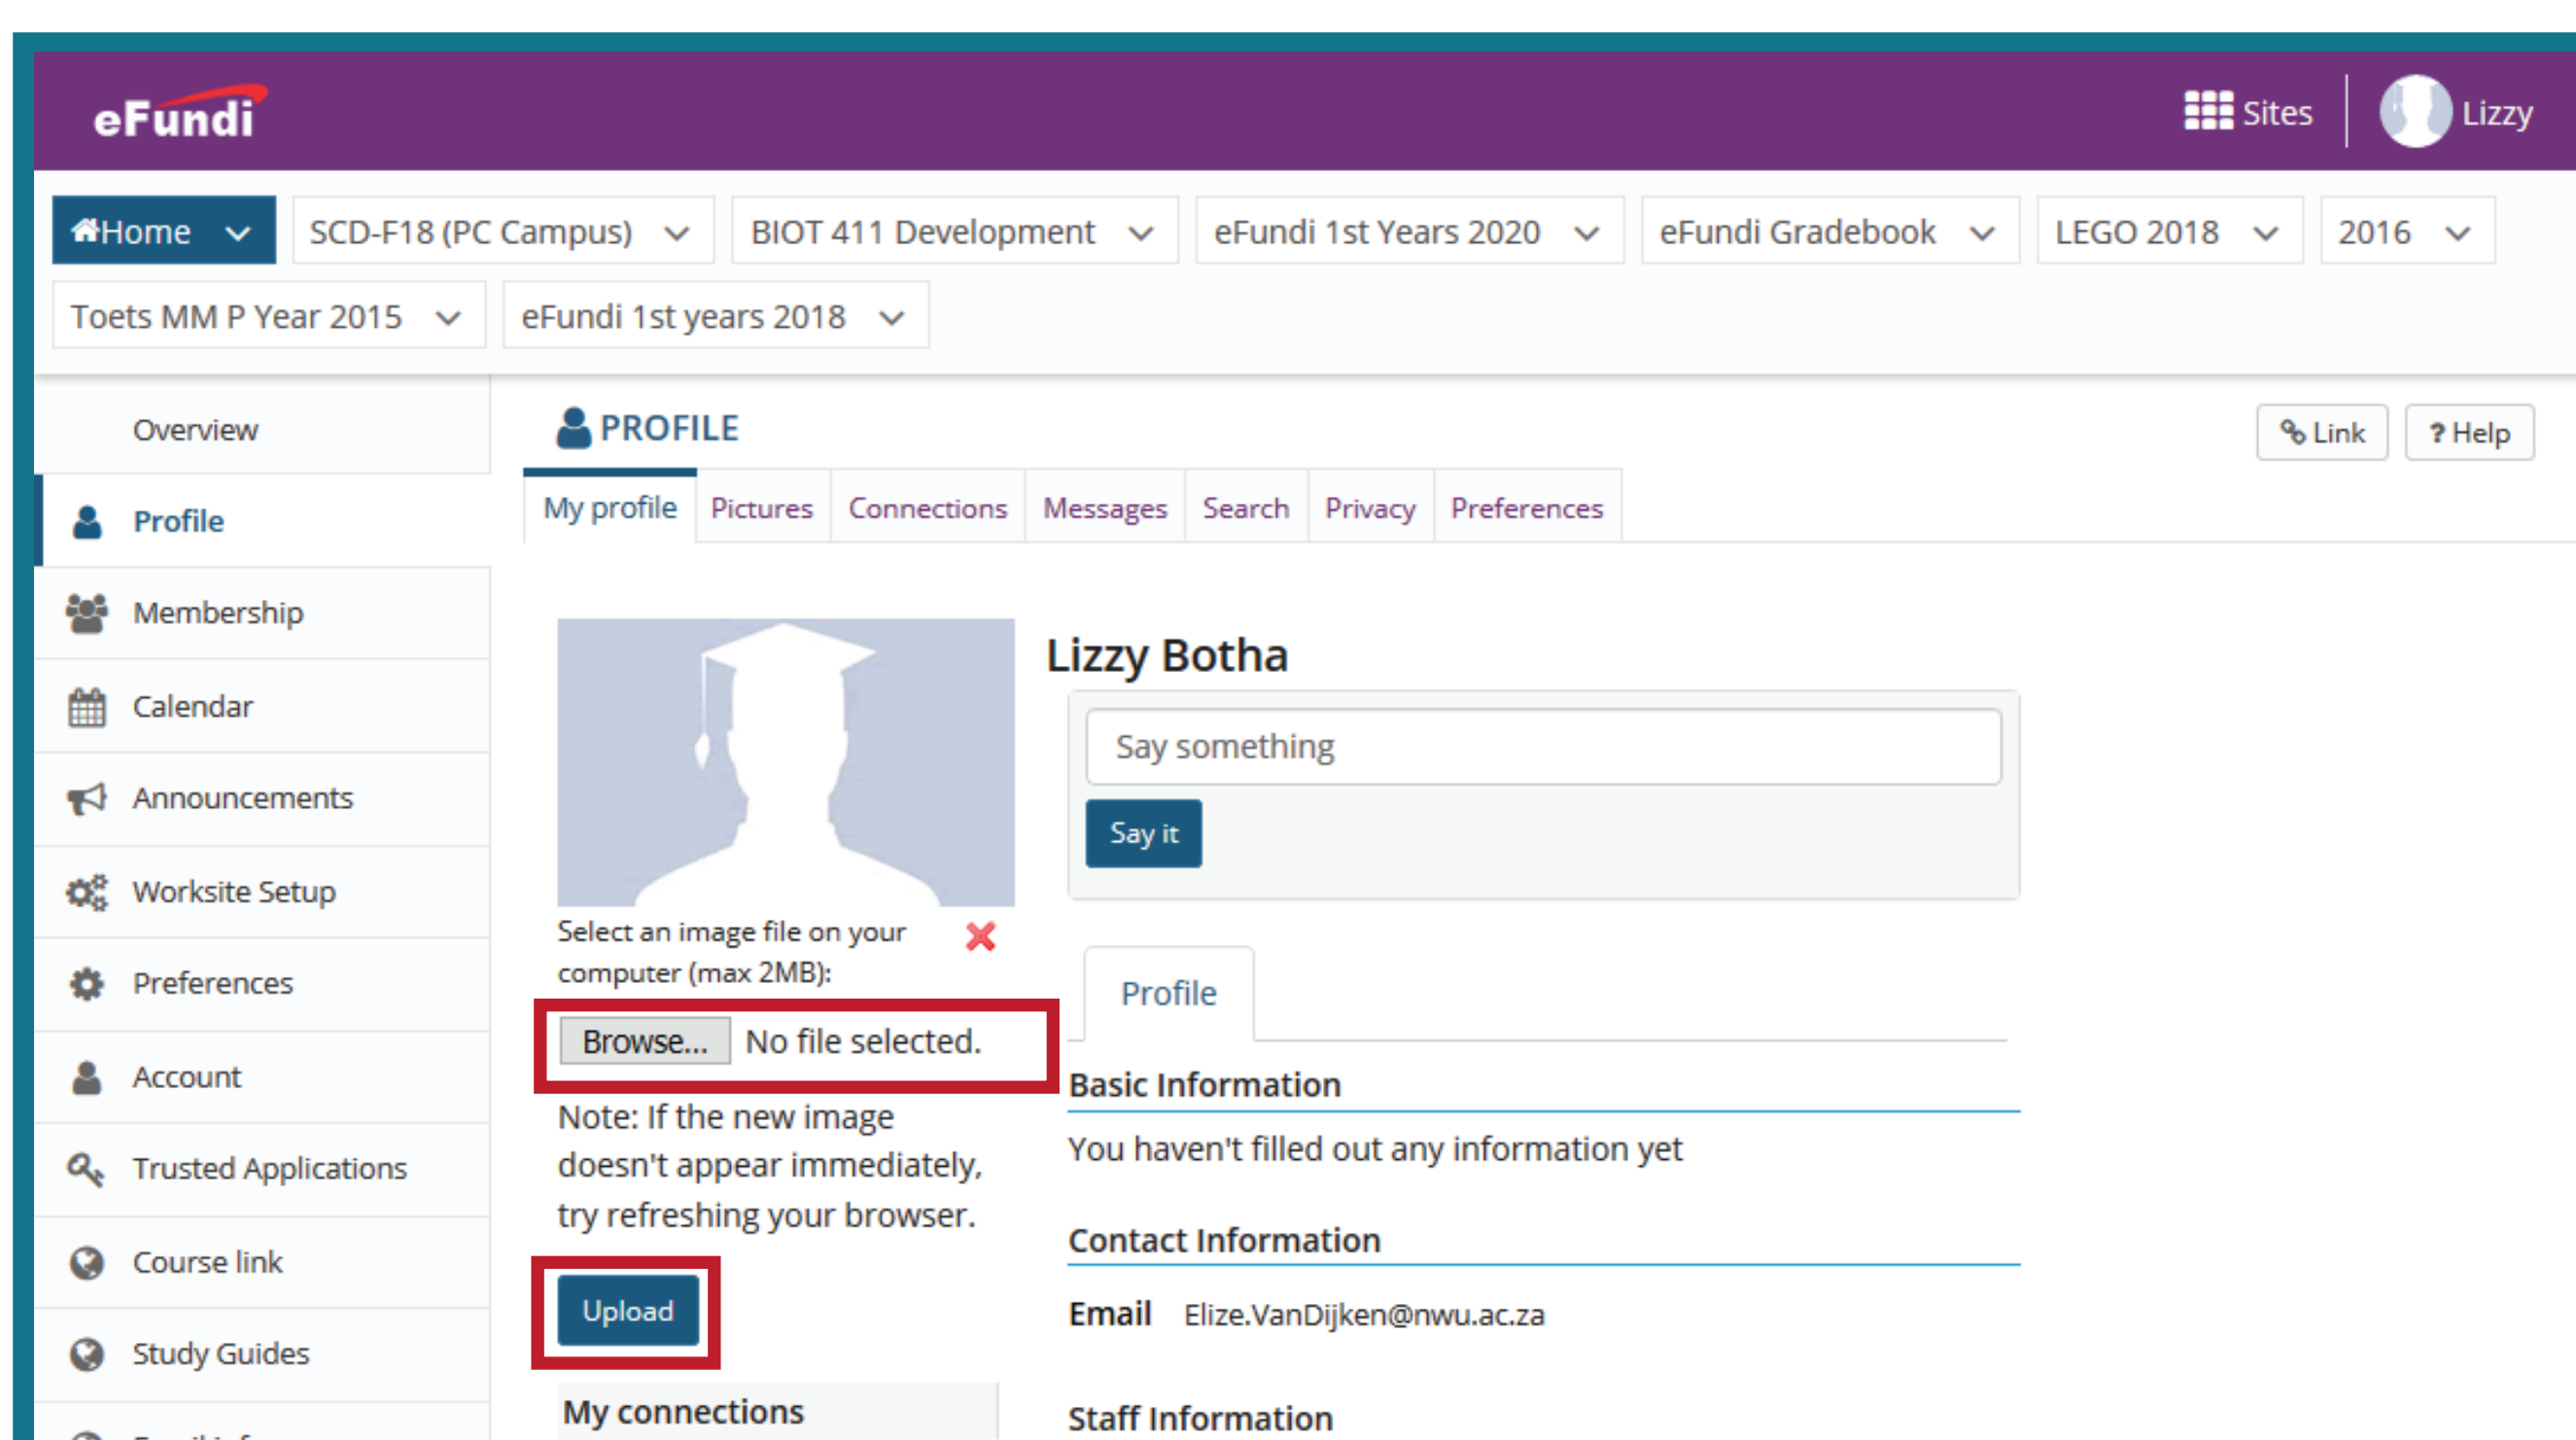 eFundi
Sites
Lizzy
Home
SCD-F18 (PC Campus)
BIOT 411 Development
eFundi 1st Years 2020
eFundi Gradebook
LEGO 2018
2016
Toets MM P Year 2015
eFundi 1st years 2018
Overview
Profile
Membership
Calendar
Announcements
Worksite Setup
Preferences
Account
Trusted Applications
Course link
Study Guides
PROFILE
Link
? Help
My profile
Pictures
Connections
Messages
Search
Privacy
Preferences
Select an image file on your
computer (max 2MB):
Browse... No file selected.
Note: If the new image
doesn't appear immediately,
try refreshing your browser.
Upload
My connections
Lizzy Botha
Say something
Say it
Profile
Basic Information
You haven't filled out any information yet
Contact Information
Email Elize.VanDijken@nwu.ac.za
Staff Information